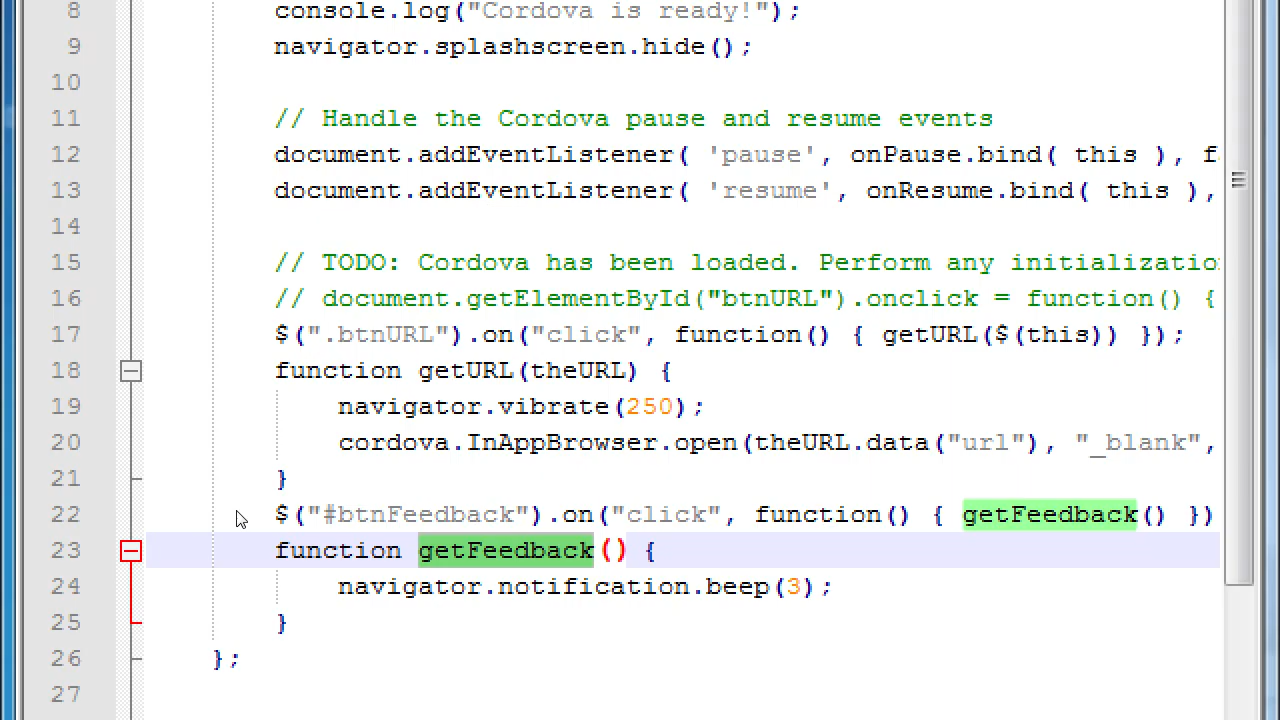 8 console.log("Cordova is ready!");
9 navigator.splashscreen.hide();
10
11 // Handle the Cordova pause and resume events
12 document.addEventListener( 'pause', onPause.bind( this ),
13 document.addEventListener( 'resume', onResume.bind( this ),
14
15 // TODO: Cordova has been loaded. Perform any
16 // document.getElementById("btnURL").onclick = function() {
17 $(".btnURL").on("click", function() { getURL($(this)) });
18 function getURL(theURL) {
19 navigator.vibrate(250);
20 cordova.InAppBrowser.open(theURL.data("url"), "_blank",
21 }
22 $("#btnFeedback").on("click", function() { getFeedback() })
23 function getFeedback() {
24 navigator.notification.beep(3);
25 }
26 };
27